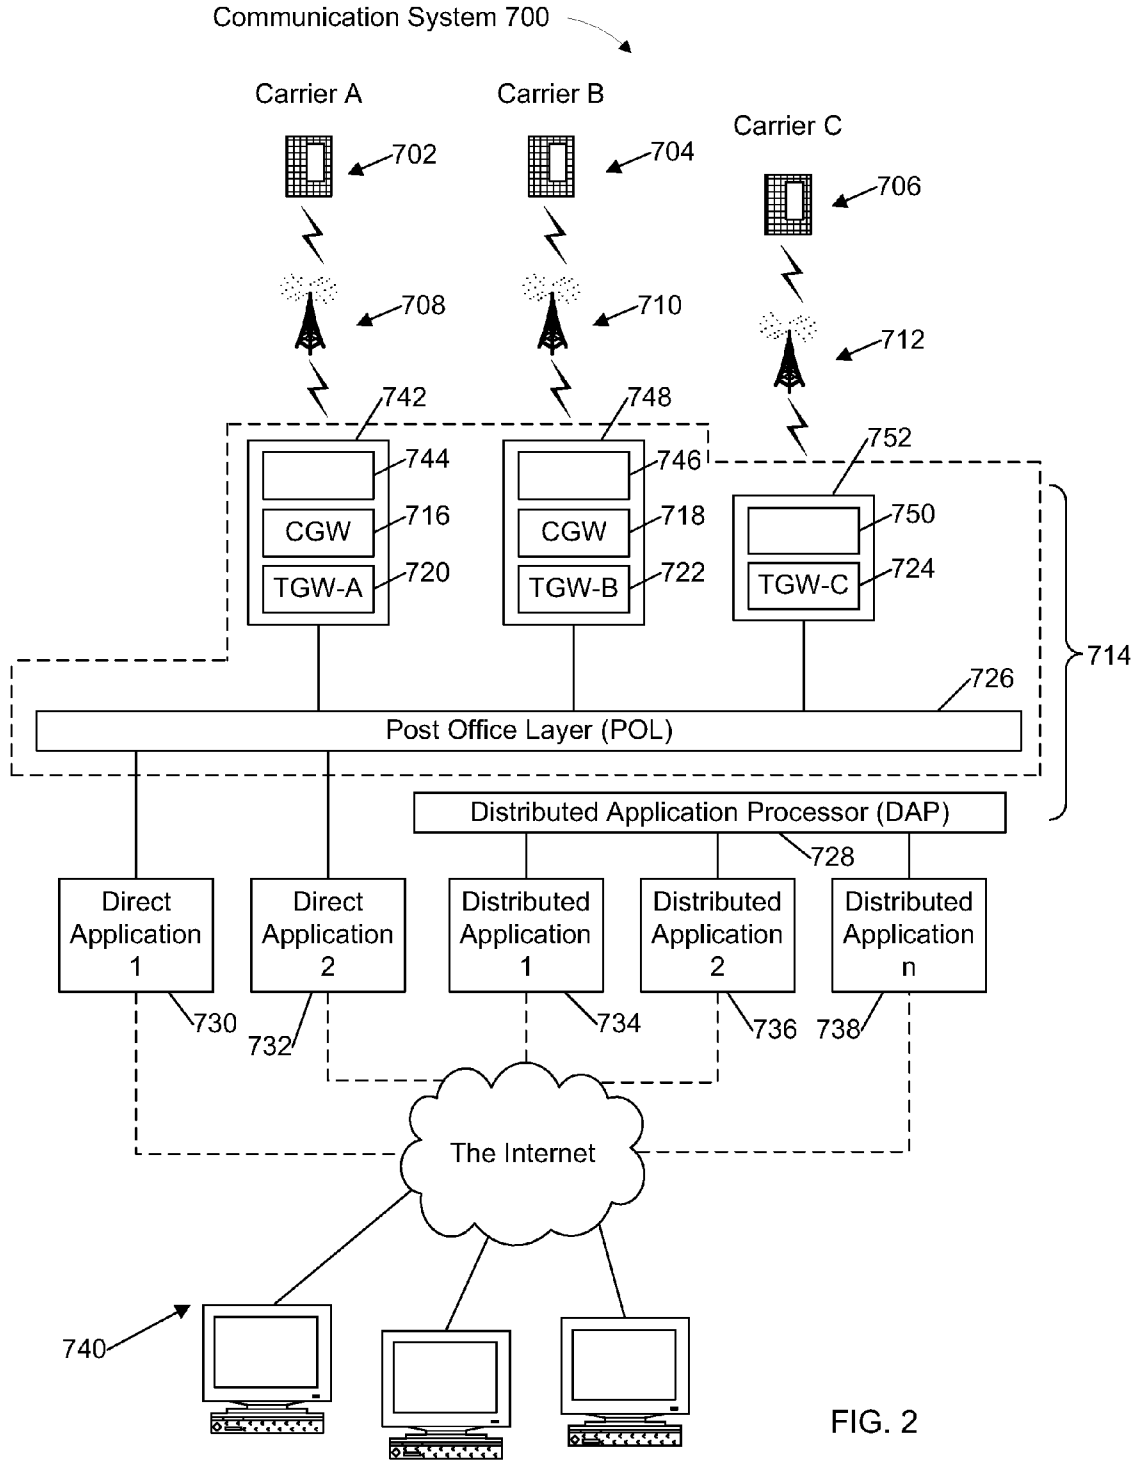 Communication System 700
Carrier A
Carrier B
Carrier C
702
704
706
708
710
712
742
748
752
744
746
750
CGW
716
CGW
718
TGW-A
720
TGW-B
722
TGW-C
724
714
726
Post Office Layer (POL)
Distributed Application Processor (DAP)
728
Direct
Application
1
Direct
Application
2
Distributed
Application
1
Distributed
Application
2
Distributed
Application
n
730
732
734
736
738
The Internet
740
FIG. 2